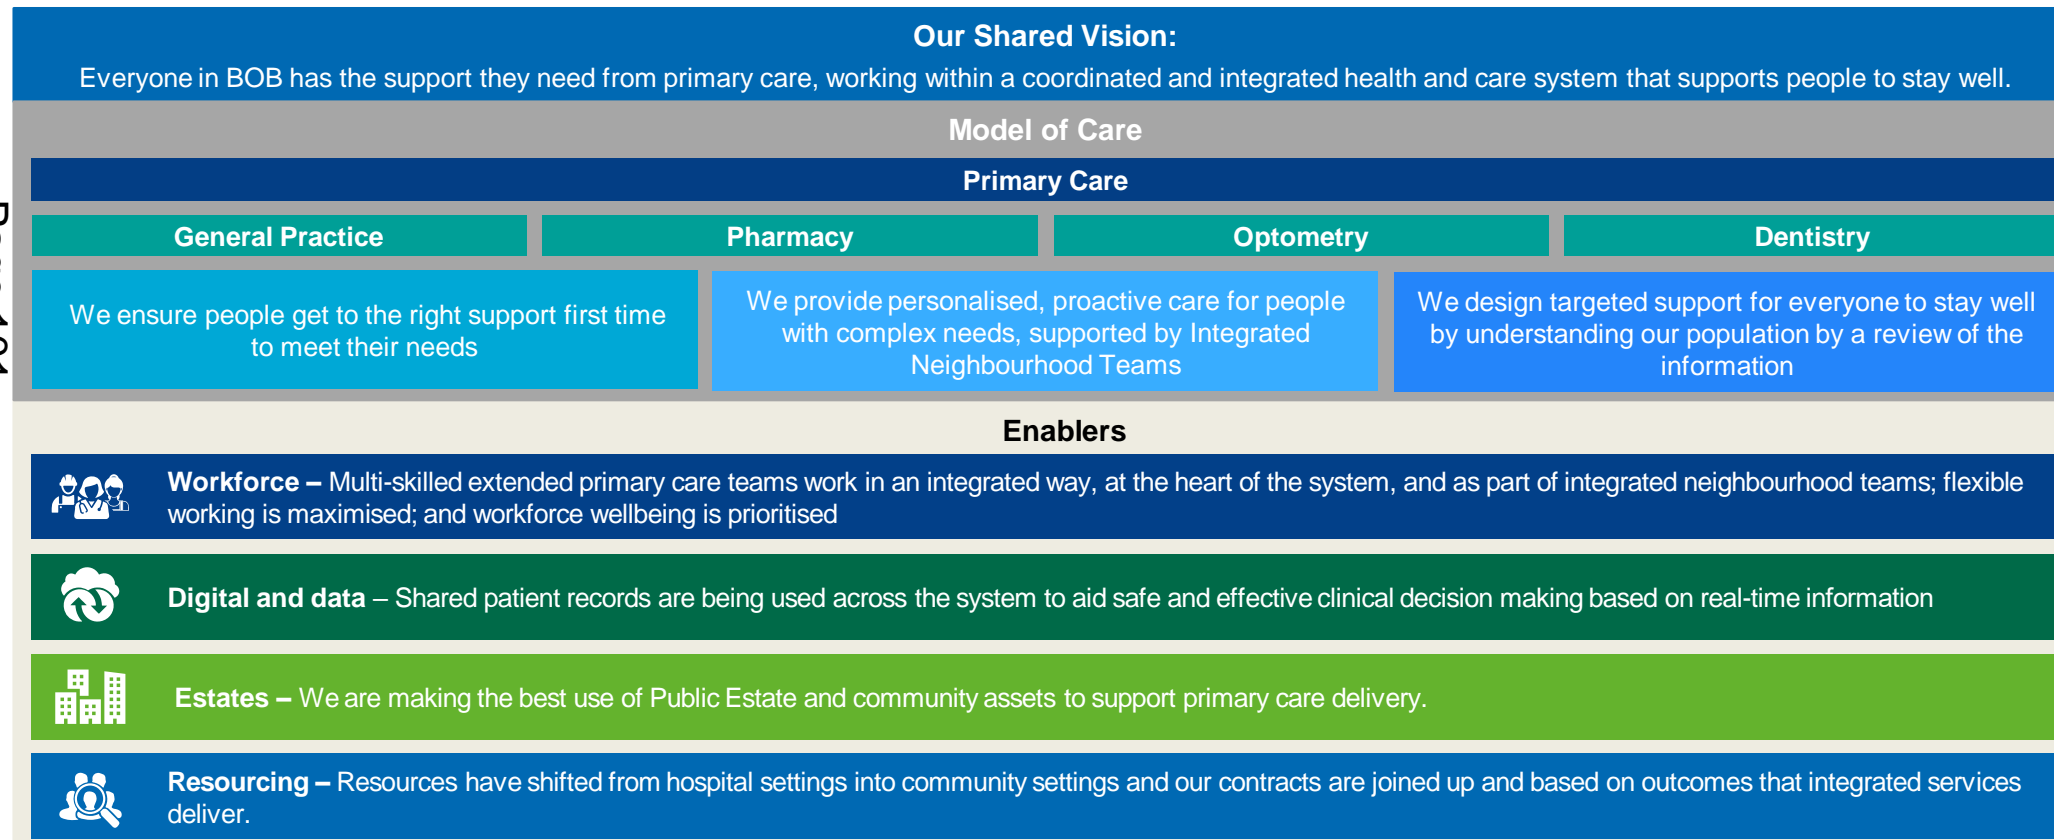 Our Shared Vision:
Everyone in BOB has the support they need from primary care, working within a coordinated and integrated health and care system that supports people to stay well.
Model of Care
Primary Care
General Practice
Pharmacy
Optometry
Dentistry
We ensure people get to the right support first time
to meet their needs
We provide personalised, proactive care for people
with complex needs, supported by Integrated
Neighbourhood Teams
We design targeted support for everyone to stay well
by understanding our population by a review of the
information
Enablers
Workforce – Multi-skilled extended primary care teams work in an integrated way, at the heart of the system, and as part of integrated neighbourhood teams; flexible
working is maximised; and workforce wellbeing is prioritised
Digital and data – Shared patient records are being used across the system to aid safe and effective clinical decision making based on real-time information
Estates – We are making the best use of Public Estate and community assets to support primary care delivery.
Resourcing – Resources have shifted from hospital settings into community settings and our contracts are joined up and based on outcomes that integrated services
deliver.